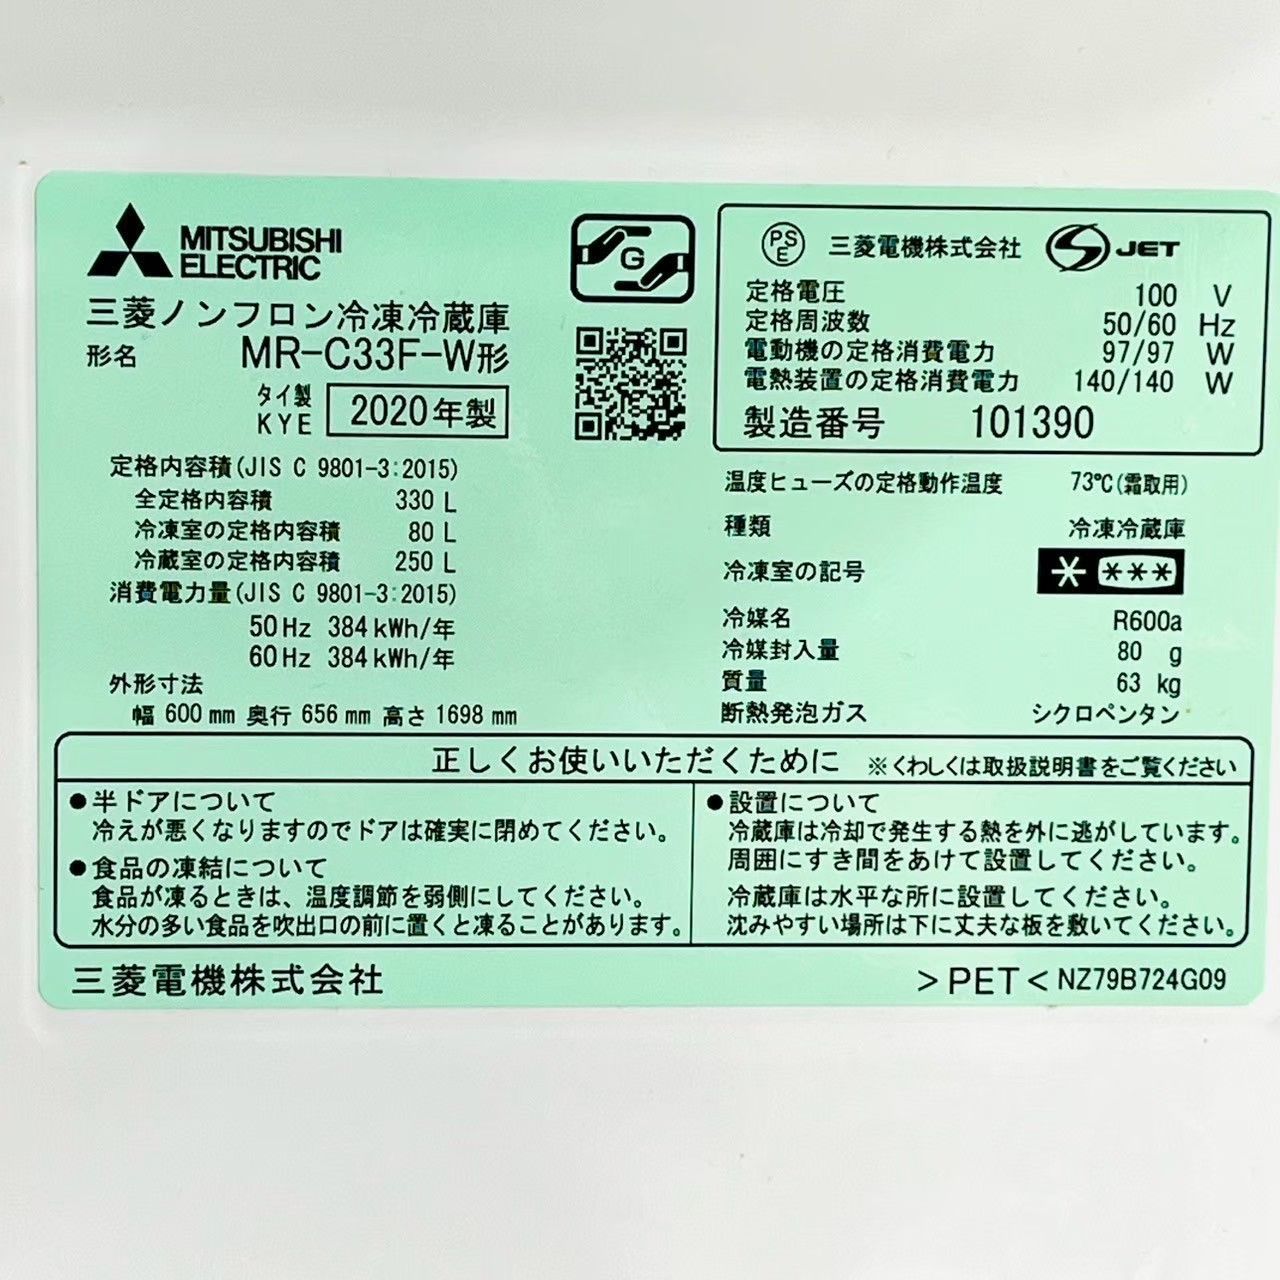 MITSUBISHI
ELECTRIC
三菱ノンフロン冷凍冷蔵庫
形名 MR-C33F-W形
タイ製
KYE 2020年製
G
定格内容積(JIS C 9801-3:2015)
全定格内容積 330 L
冷凍室の定格内容積 80 L
冷蔵室の定格内容積 250 L
消費電力量(JIS C 9801-3:2015)
50Hz 384kWh/年
60Hz 384kWh/年
外形寸法
幅 600mm 奥行 656mm 高さ 1698mm
PSE 三菱電機株式会社 JET
定格電圧 100 V
定格周波数 50/60 Hz
電動機の定格消費電力 97/97 W
電熱装置の定格消費電力 140/140 W
製造番号 101390
温度ヒューズの定格動作温度 73℃(霜取用)
種類 冷凍冷蔵庫
冷凍室の記号 * ***
冷媒名 R600a
冷媒封入量 80 g
質量 63 kg
断熱発泡ガス シクロペンタン
正しくお使いいただくために ※くわしくは取扱説明書をご覧ください
●半ドアについて
冷えが悪くなりますのでドアは確実に閉めてください。
●食品の凍結について
食品が凍るときは、温度調節を弱側にしてください。
水分の多い食品を吹出口の前に置くと凍ることがあります。
●設置について
冷蔵庫は冷却で発生する熱を外に逃がしています。
周囲にすき間をあけて設置してください。
冷蔵庫は水平な所に設置してください。
沈みやすい場所は下に丈夫な板を敷いてください。
三菱電機株式会社
>PET< NZ79B724G09